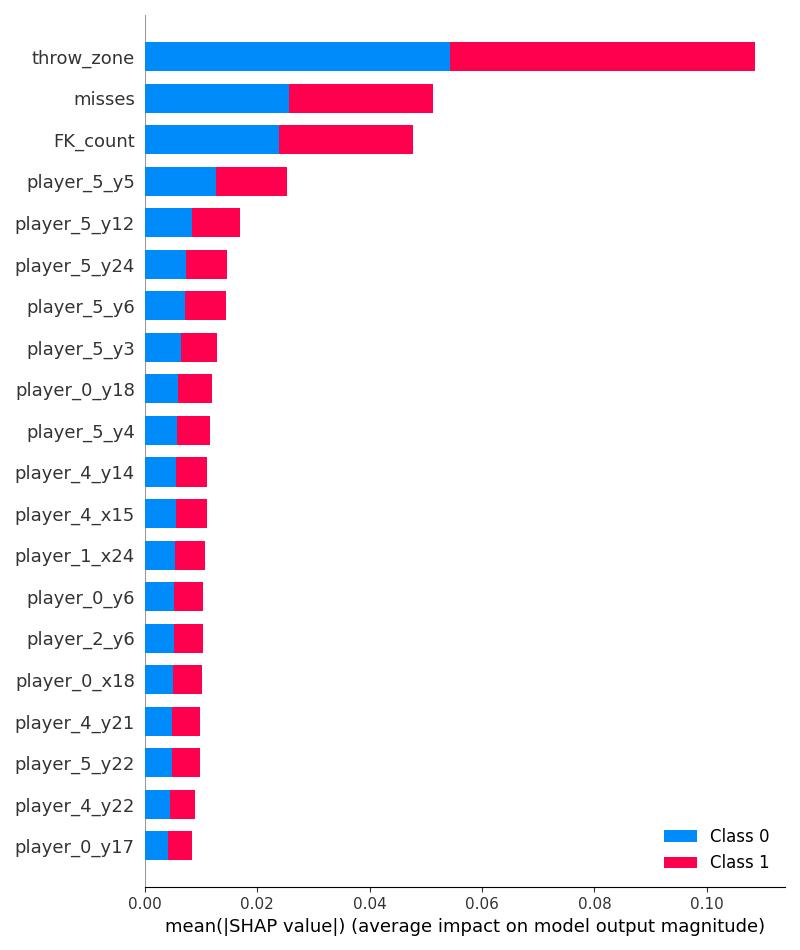 throw_zone
misses
FK_count
player_5_y5
player_5_y12
player_5_y24
player_5_y6
player_5_y3
player_0_y18
player_5_y4
player_4_y14
player_4_x15
player_1_x24
player_0_y6
player_2_y6
player_0_x18
player_4_y21
player_5_y22
player_4_y22
player_0_y17
Class 0
Class 1
0.00 0.02 0.04 0.06 0.08 0.10
mean(|SHAP value|) (average impact on model output magnitude)